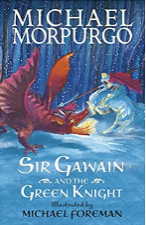 MICHAEL
MORPURGO
SIR GAWAIN
AND THE
GREEN KNIGHT
Illustrated by
MICHAEL FOREMAN